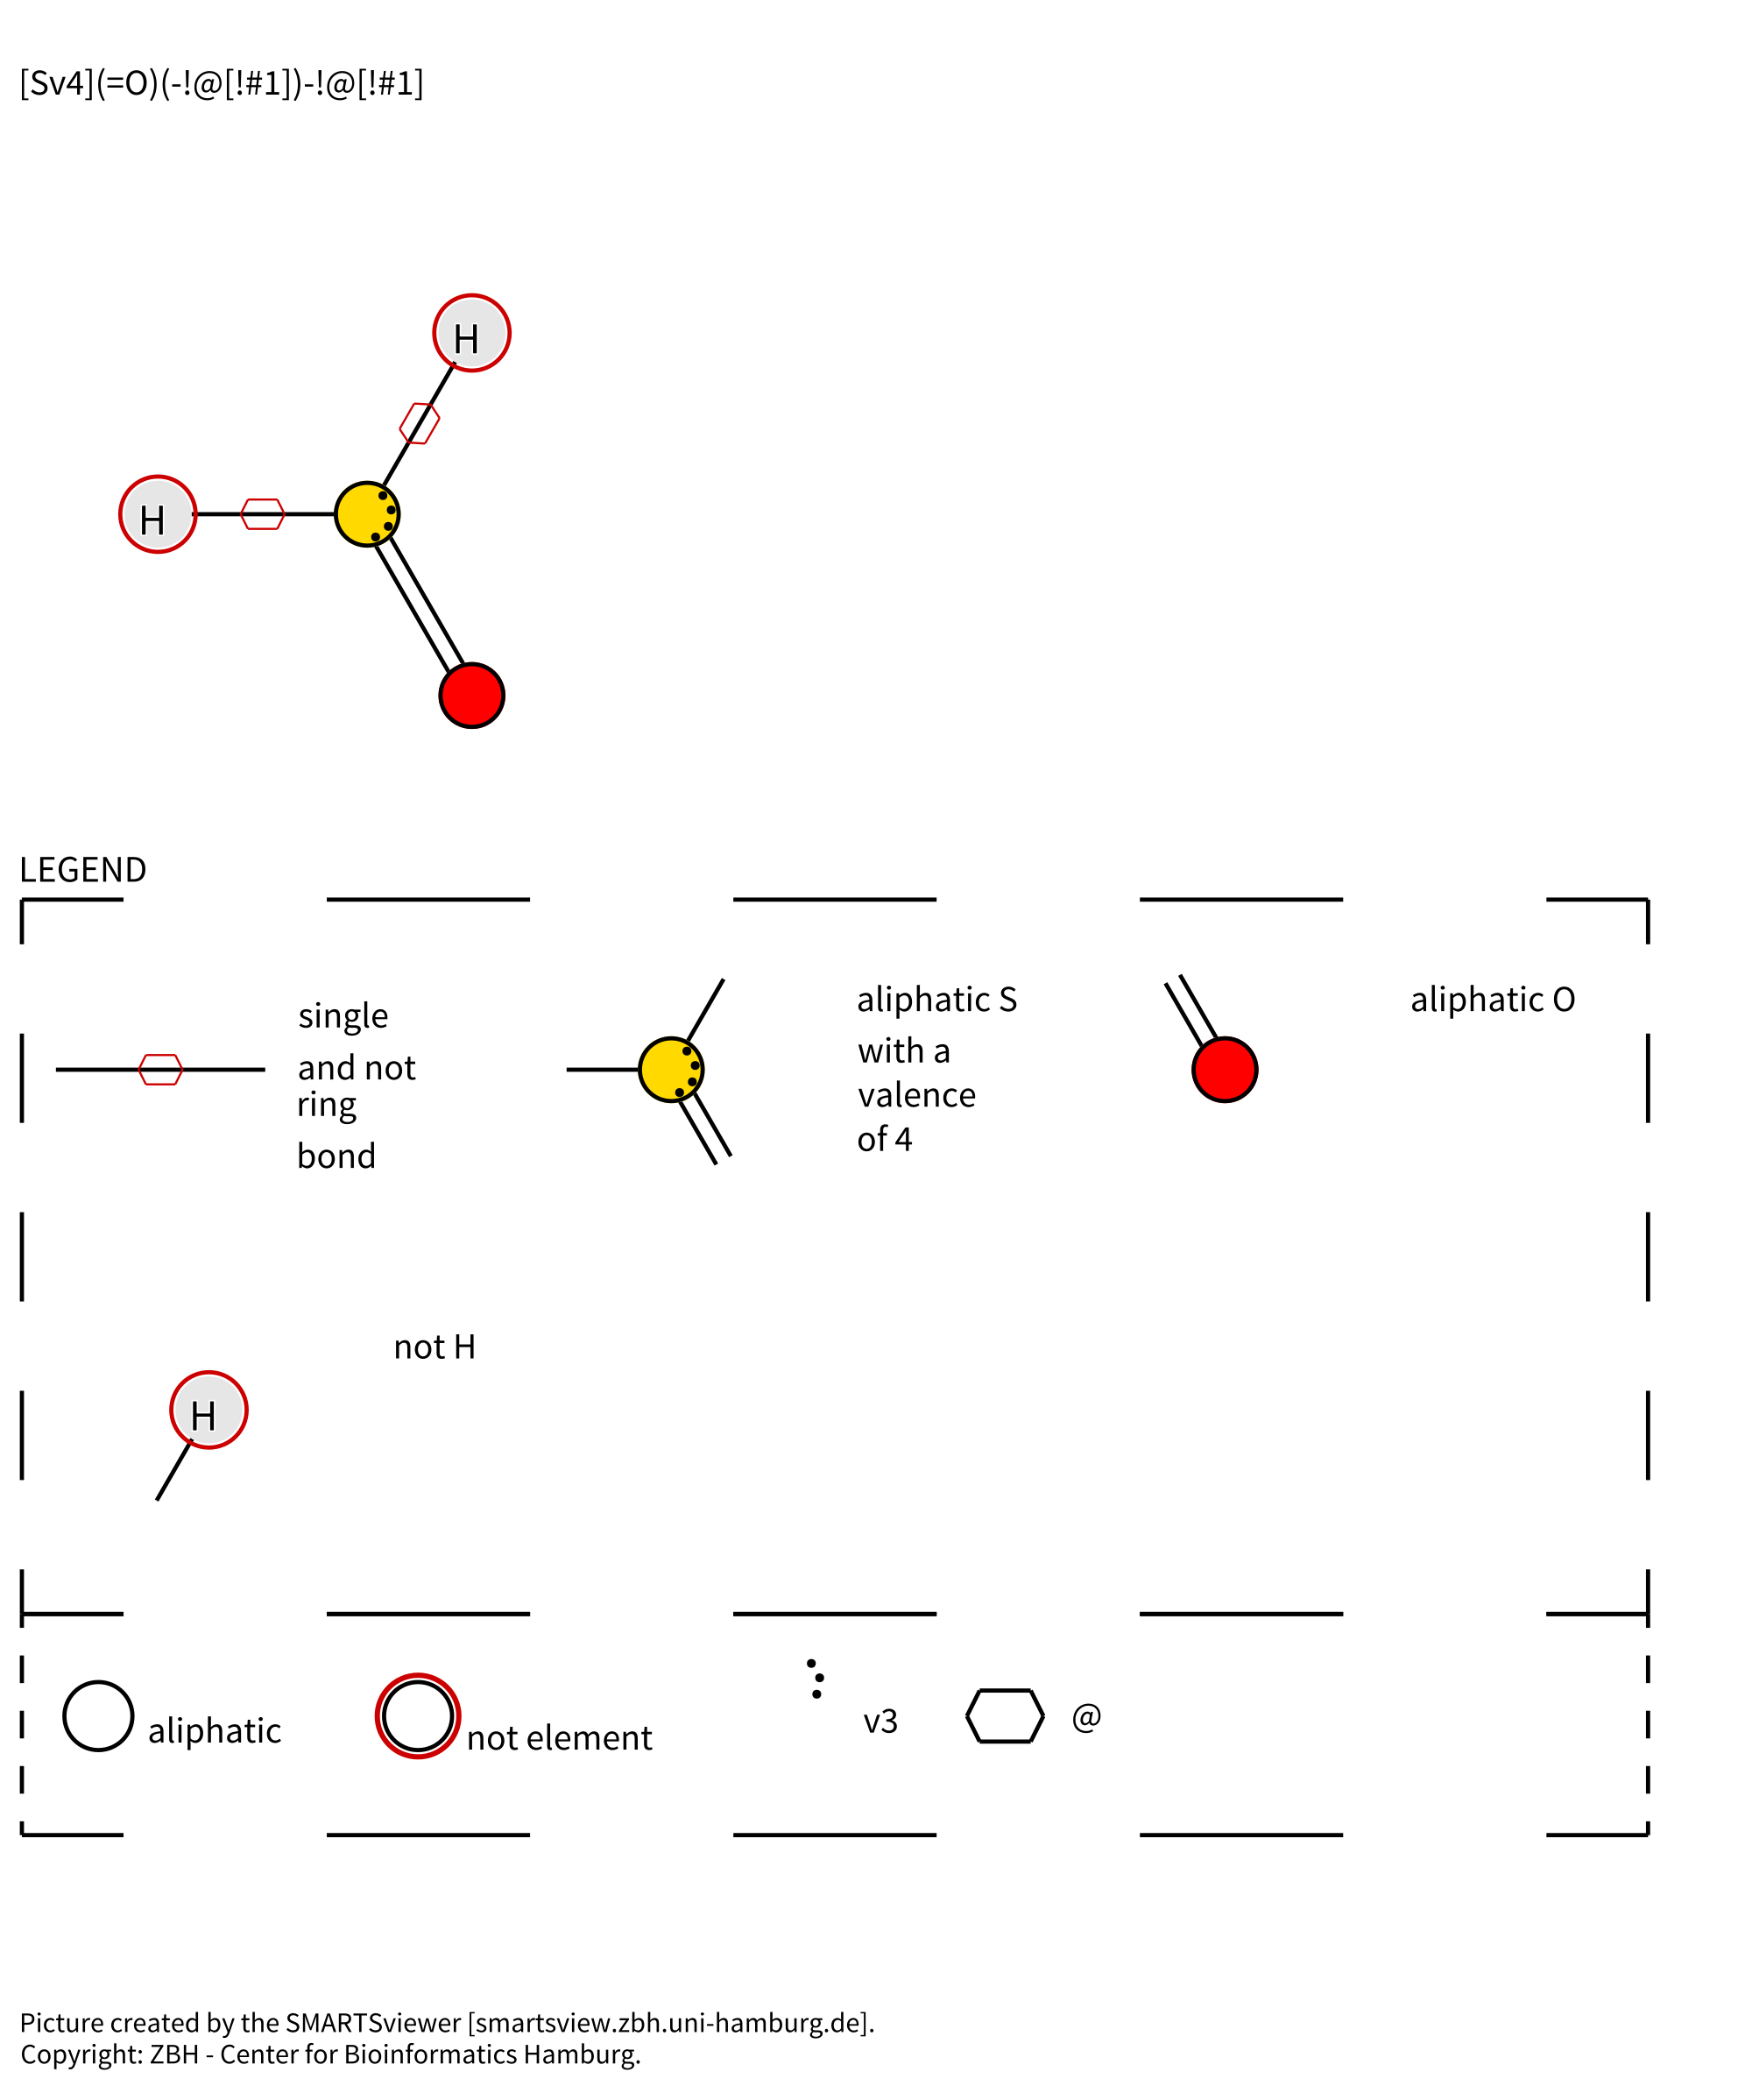 [Sv4](=O)(-!@[!#1])-!@[!#1]
H
H
LEGEND
single
and not
ring
bond
aliphatic S
with a
valence
of 4
aliphatic O
not H
H
aliphatic
not element
v3
@
Picture created by the SMARTSviewer [smartsview.zbh.uni-hamburg.de].
Copyright: ZBH - Center for Bioinformatics Hamburg.